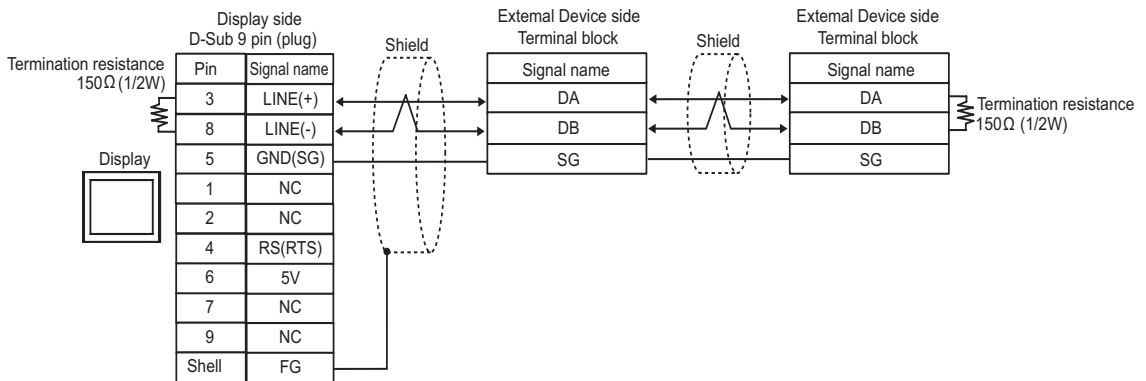 Display side
D-Sub 9 pin (plug)
Termination resistance
150Ω (1/2W)
Pin Signal name
3 LINE(+)
8 LINE(-)
5 GND(SG)
1 NC
2 NC
4 RS(RTS)
6 5V
7 NC
9 NC
Shell FG
Display
Shield
External Device side
Terminal block
Signal name
DA
DB
SG
Shield
External Device side
Terminal block
Signal name
DA
DB
SG
Termination resistance
150Ω (1/2W)